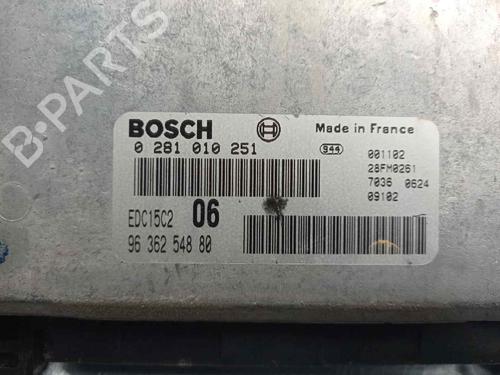 BOSCH
Made in France
0 281 010 251
944
001102
28FM0261
7036 0624
09102
EDC15C2 06
96 362 548 80
B-PARTS